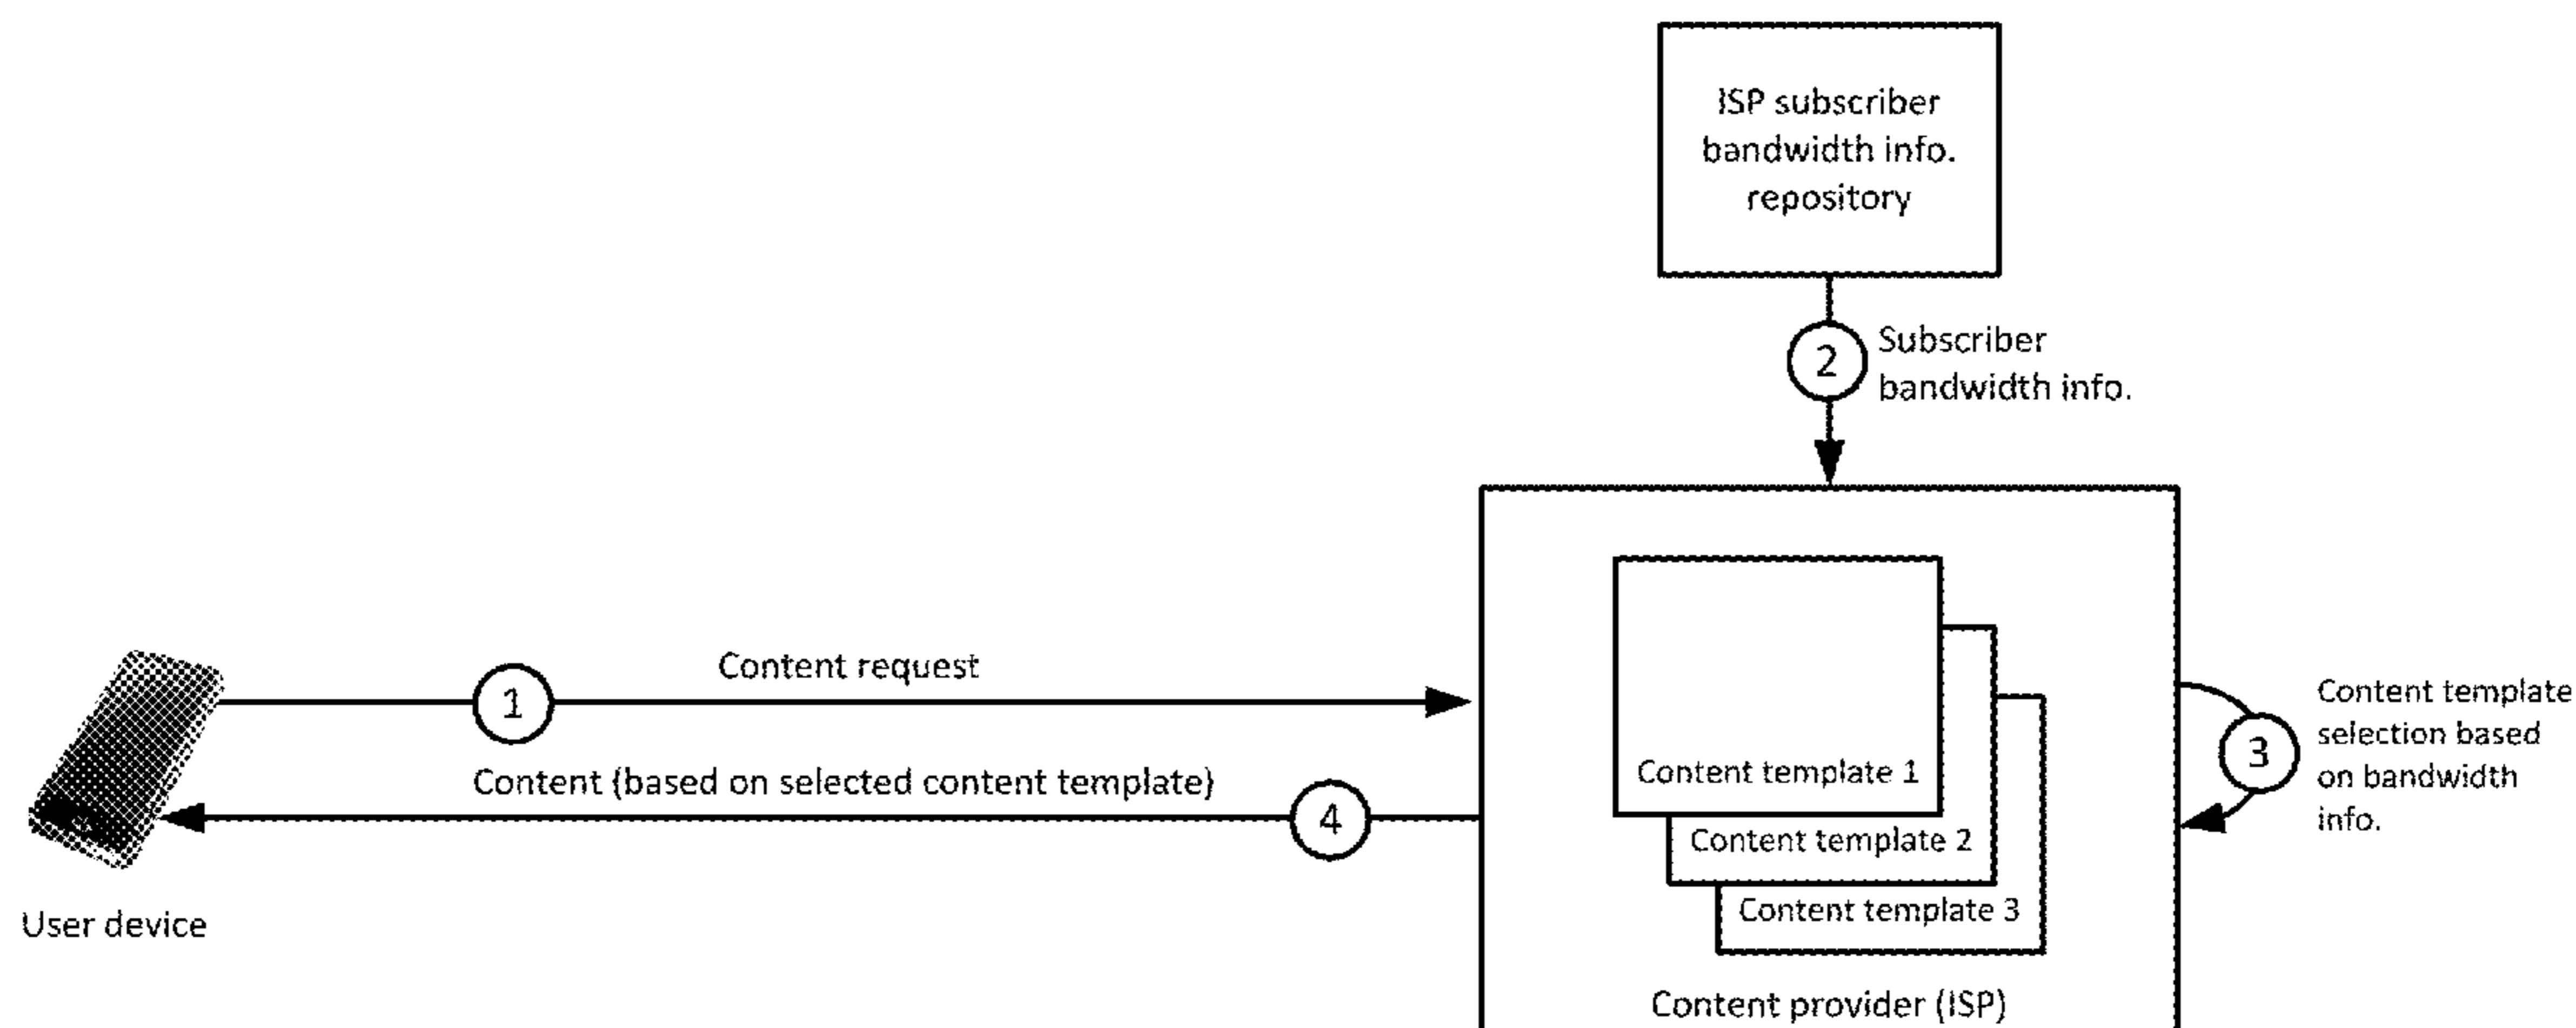 ISP subscriber
bandwidth info.
repository
2
Subscriber
bandwidth info.
Content request
1
Content (based on selected content template)
4
Content template 1
Content template 2
Content template 3
Content provider (ISP)
3
Content template
selection based
on bandwidth
info.
User device